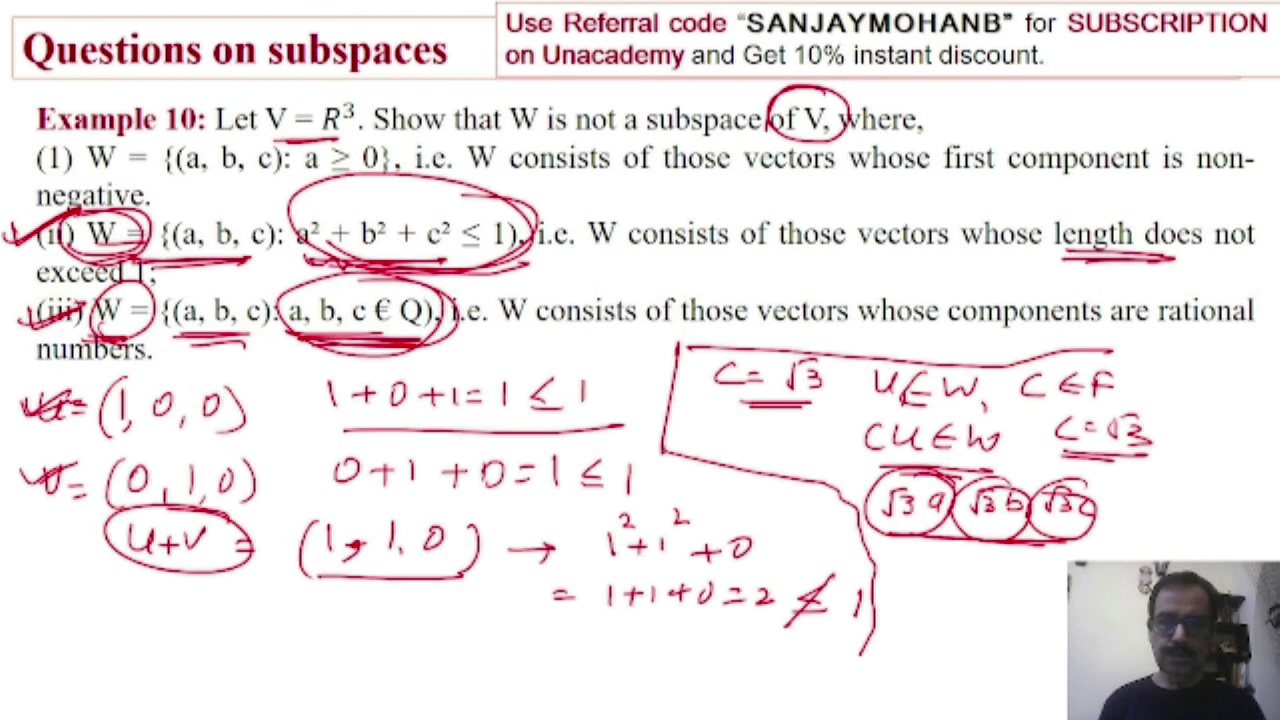 Questions on subspaces
Use Referral code "SANJAYMOHANB" for SUBSCRIPTION
on Unacademy and Get 10% instant discount.
Example 10: Let V = R³. Show that W is not a subspace of V, where,
(1) W = {(a, b, c): a ≥ 0}, i.e. W consists of those vectors whose first component is non-
negative.
(ii) W = {(a, b, c): a² + b² + c² ≤ 1), i.e. W consists of those vectors whose length does not
exceed 1;
(iii) W = {(a, b, c): a, b, c € Q), i.e. W consists of those vectors whose components are rational
numbers.
u = (1, 0, 0) 1 + 0 + 1 = 1 ≤ 1
v = (0, 1, 0) 0 + 1 + 0 = 1 ≤ 1
u+v = (1, 1, 0) → 1² + 1² + 0
= 1 + 1 + 0 = 2 ≰ 1
C = √3 u ∈ W, C ∈ F
Cu ∈ W C = √3
√3 a √3 b √3 c